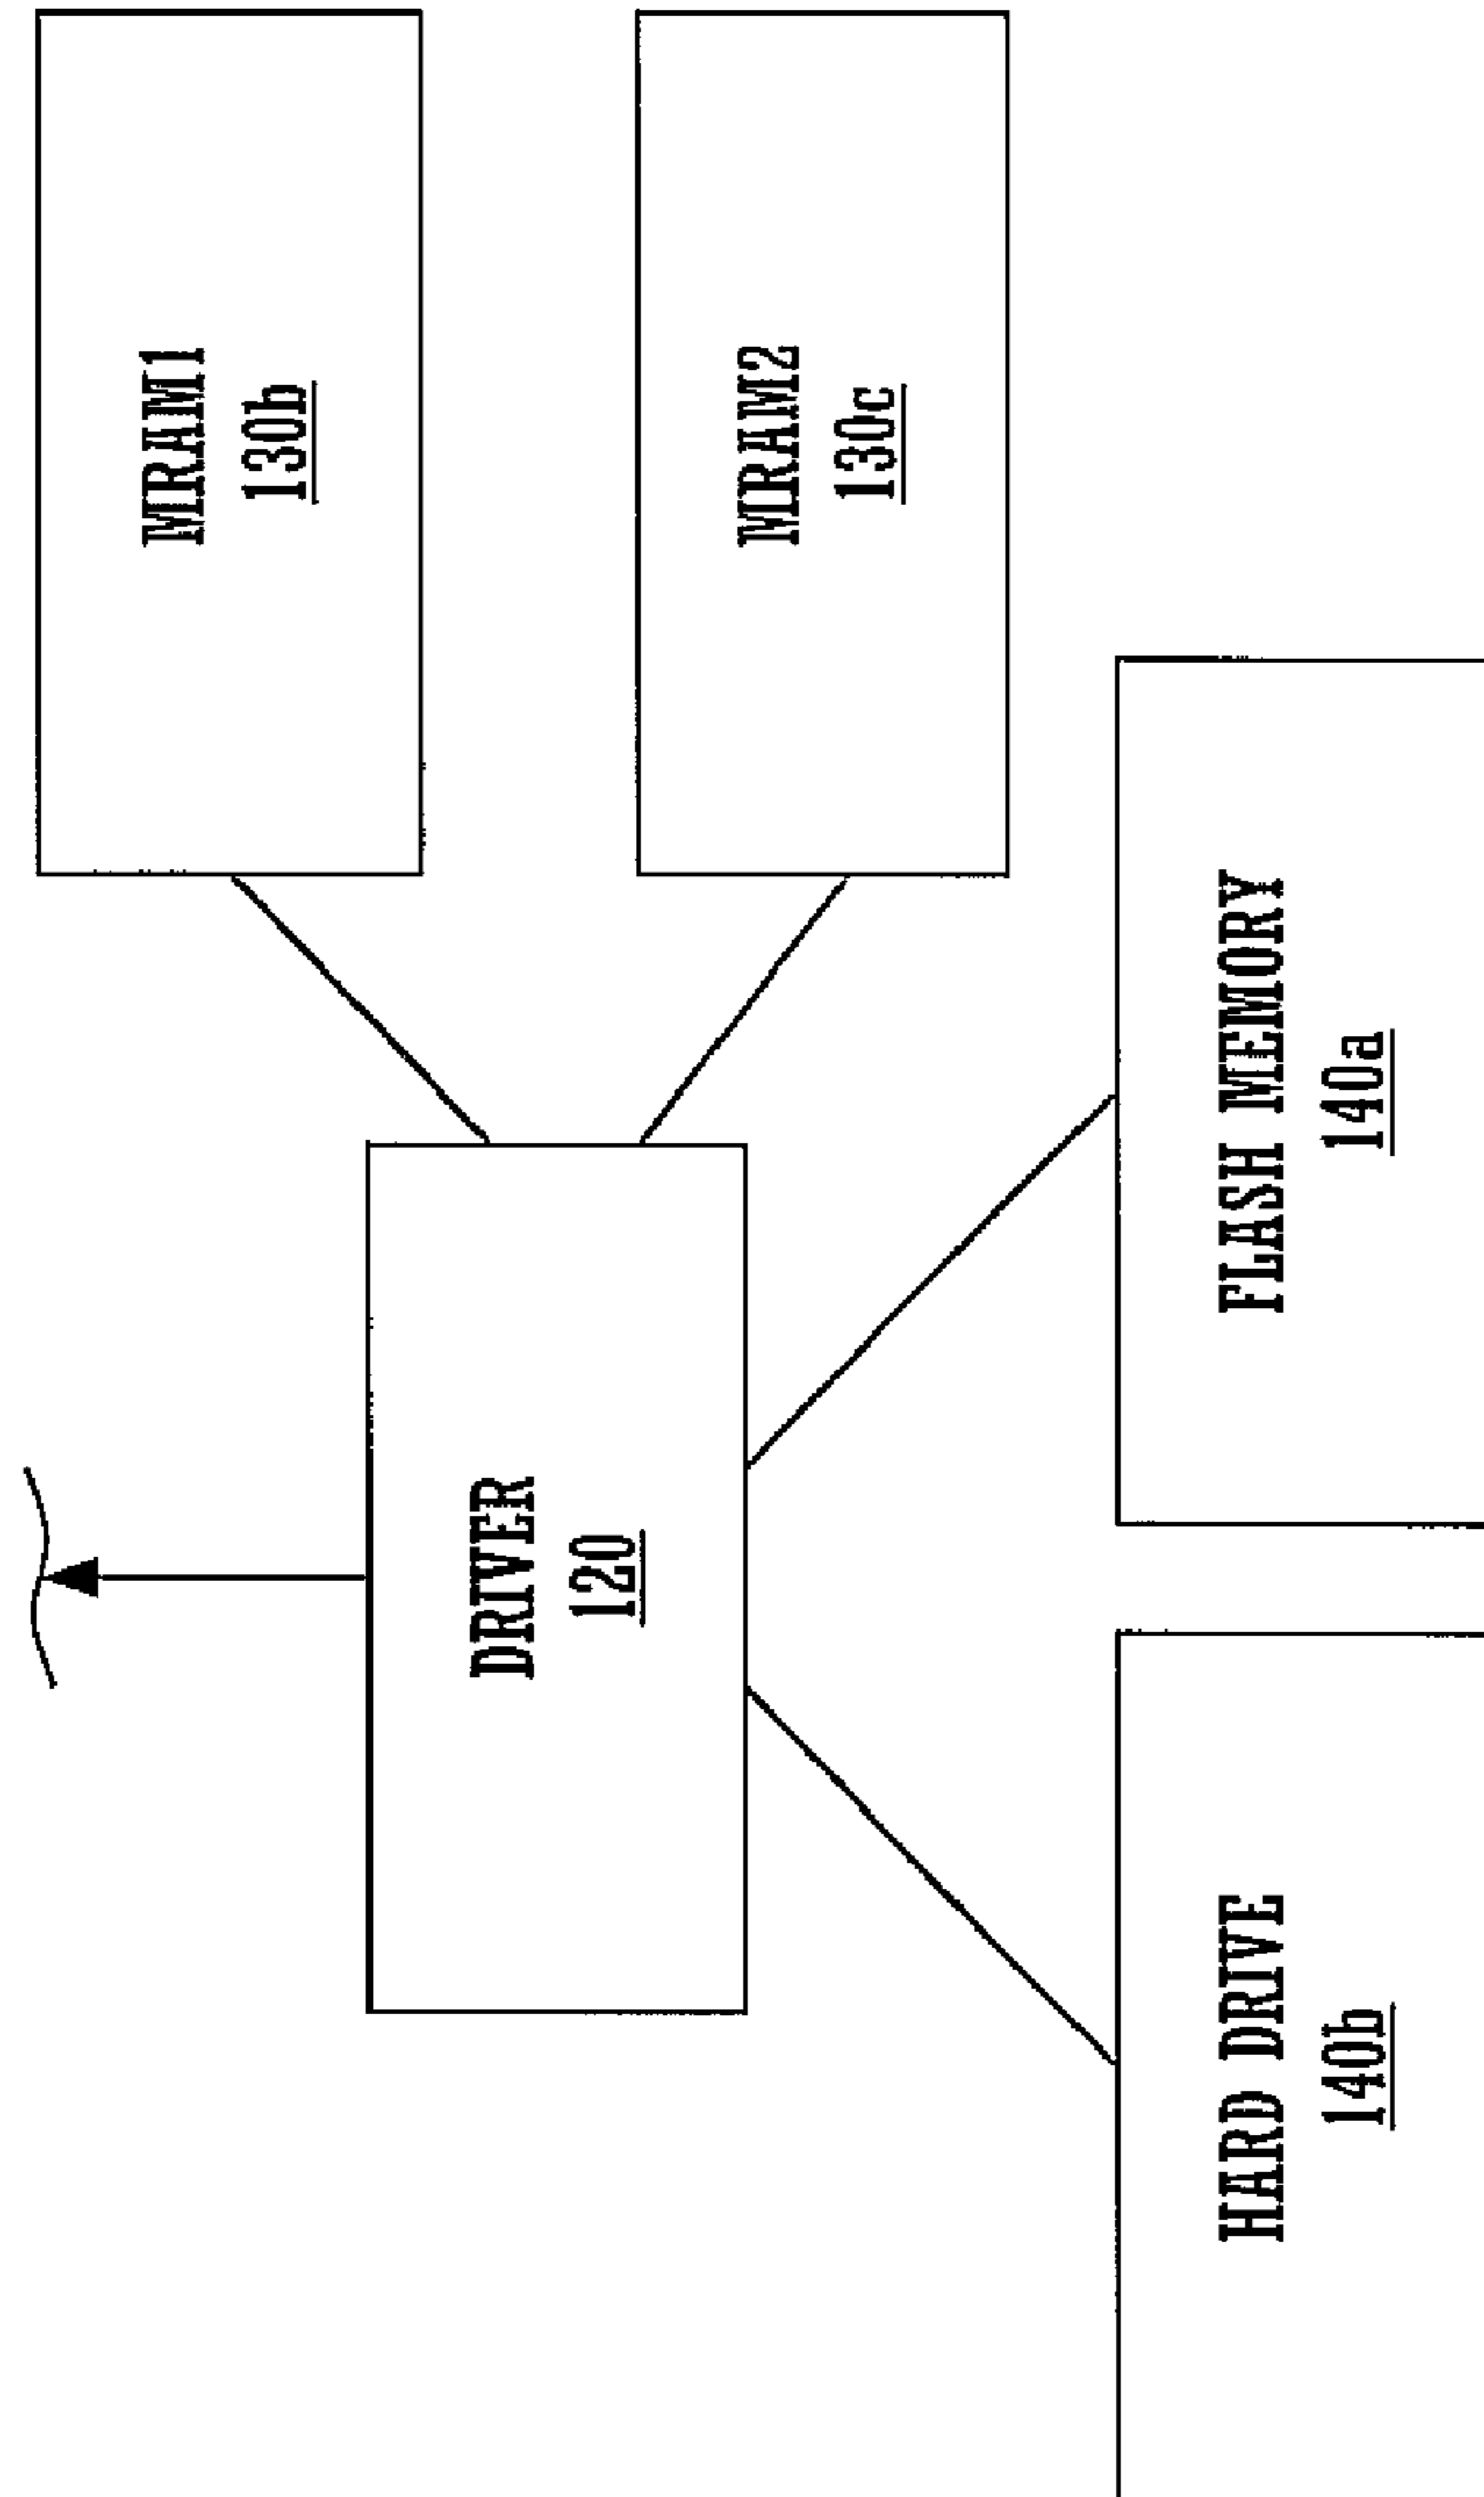 MRAM1
130b
MRAM2
130c
DRIVER
120
FLASH MEMORY
140a
HARD DRIVE
140b